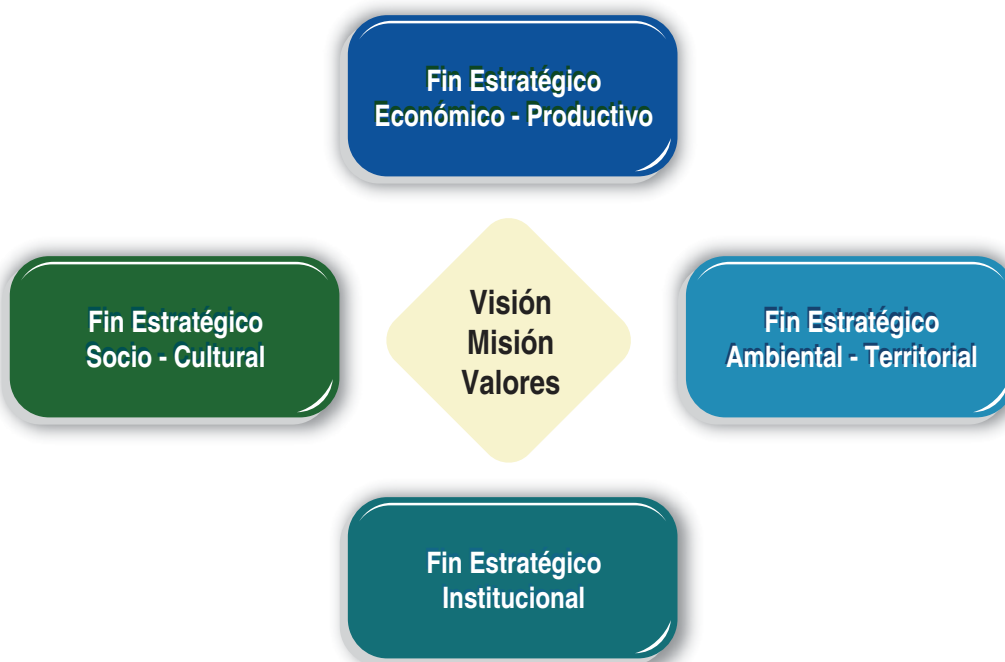 Fin Estratégico
Económico - Productivo
Fin Estratégico
Socio - Cultural
Visión
Misión
Valores
Fin Estratégico
Ambiental - Territorial
Fin Estratégico
Institucional